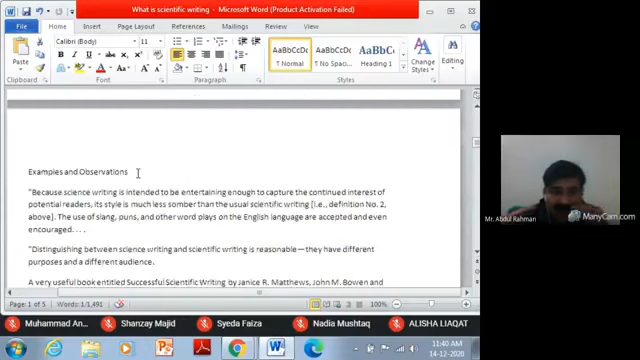 What is scientific writing - Microsoft Word (Product Activation Failed)
File Home Insert Page Layout References Mailings Review View
Calibri (Body) 11
Paste
Clipboard Font Paragraph Styles
AaBbCcDc AaBbCcDc AaBbCc
¶ Normal ¶ No Spaci... Heading 1
Change Styles
Editing
Examples and Observations
"Because science writing is intended to be entertaining enough to capture the continued interest of
potential readers, its style is much less somber than the usual scientific writing [i.e., definition No. 2,
above]. The use of slang, puns, and other word plays on the English language are accepted and even
encouraged. . . .
"Distinguishing between science writing and scientific writing is reasonable—they have different
purposes and a different audience.
A very useful book entitled Successful Scientific Writing by Janice R. Matthews, John M. Bowen and
Mr. Abdul Rahman
ManyCam.com
Page: 1 of 5 Words: 1/1,491 100%
Muhammad An... Shanzay Majid Syeda Faiza Nadia Mushtaq ALISHA LIAQAT
11:40 AM
14-12-2020